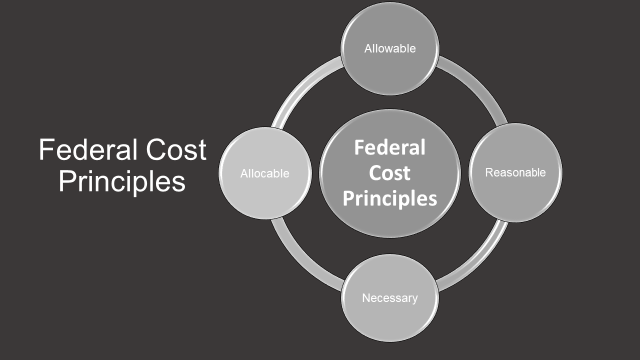 Federal Cost
Principles
Allowable
Reasonable
Necessary
Allocable
Federal
Cost
Principles